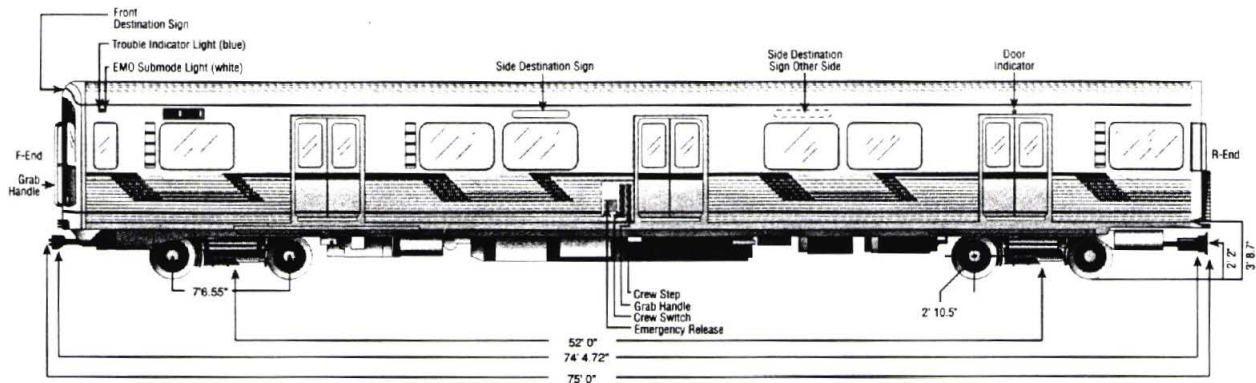 Front
Destination Sign
Trouble Indicator Light (blue)
EMO Submode Light (white)
Side Destination Sign
Side Destination
Sign Other Side
Door
Indicator
F-End
Grab
Handle
R-End
7'6.55"
Crew Step
Grab Handle
Crew Switch
Emergency Release
2' 10.5"
2' 2"
3' 8.7"
52' 0"
74' 4.72"
75' 0"